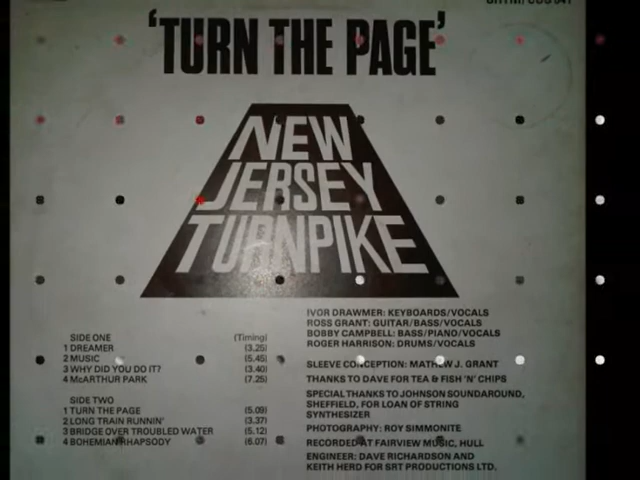 'TURN THE PAGE'
NEW
JERSEY
TURNPIKE
SIDE ONE (Timing)
1 DREAMER (3.25)
2 MUSIC (5.45)
3 WHY DID YOU DO IT? (3.40)
4 McARTHUR PARK (7.25)
SIDE TWO
1 TURN THE PAGE (5.09)
2 LONG TRAIN RUNNIN' (3.37)
3 BRIDGE OVER TROUBLED WATER (5.12)
4 BOHEMIAN RHAPSODY (6.07)
IVOR DRAWMER: KEYBOARDS/VOCALS
ROSS GRANT: GUITAR/BASS/VOCALS
BOBBY CAMPBELL: BASS/PIANO/VOCALS
ROGER HARRISON: DRUMS/VOCALS
SLEEVE CONCEPTION: MATHEW J. GRANT
THANKS TO DAVE FOR TEA & FISH 'N' CHIPS
SPECIAL THANKS TO JOHNSON SOUNDAROUND,
SHEFFIELD, FOR LOAN OF STRING
SYNTHESIZER
PHOTOGRAPHY: ROY SIMMONITE
RECORDED AT FAIRVIEW MUSIC, HULL
ENGINEER: DAVE RICHARDSON AND
KEITH HERD FOR SRT PRODUCTIONS LTD.